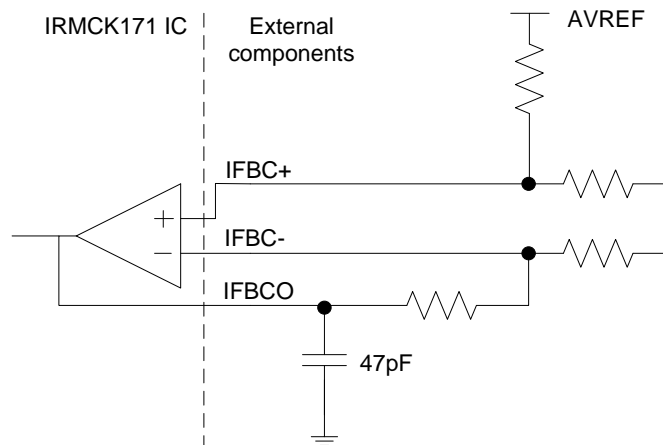 IRMCK171 IC
External
components
AVREF
IFBC+
IFBC-
IFBCO
47pF